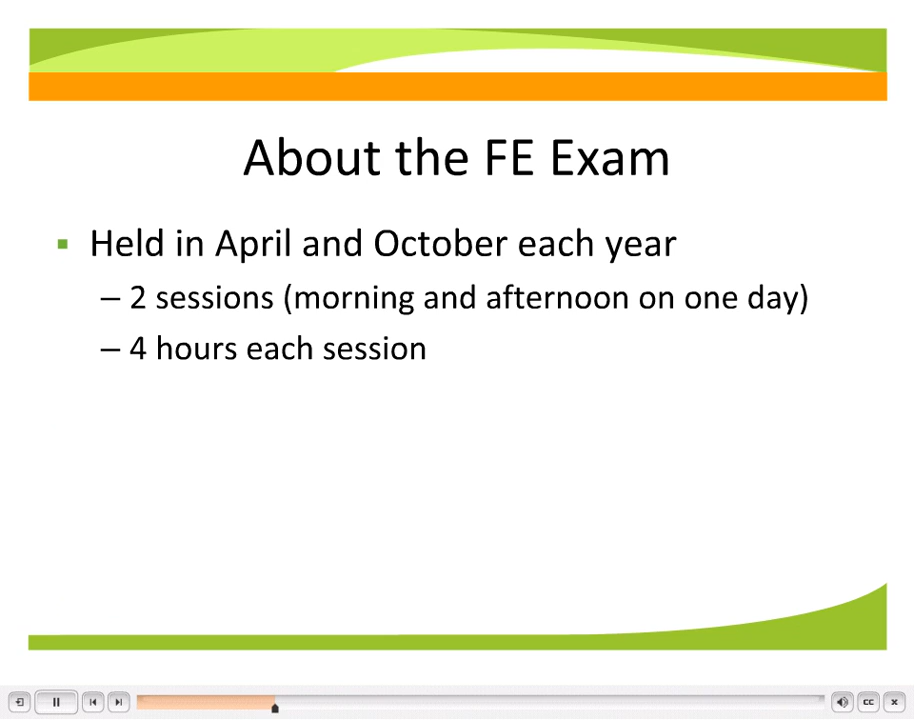 About the FE Exam
▪ Held in April and October each year
– 2 sessions (morning and afternoon on one day)
– 4 hours each session
CC